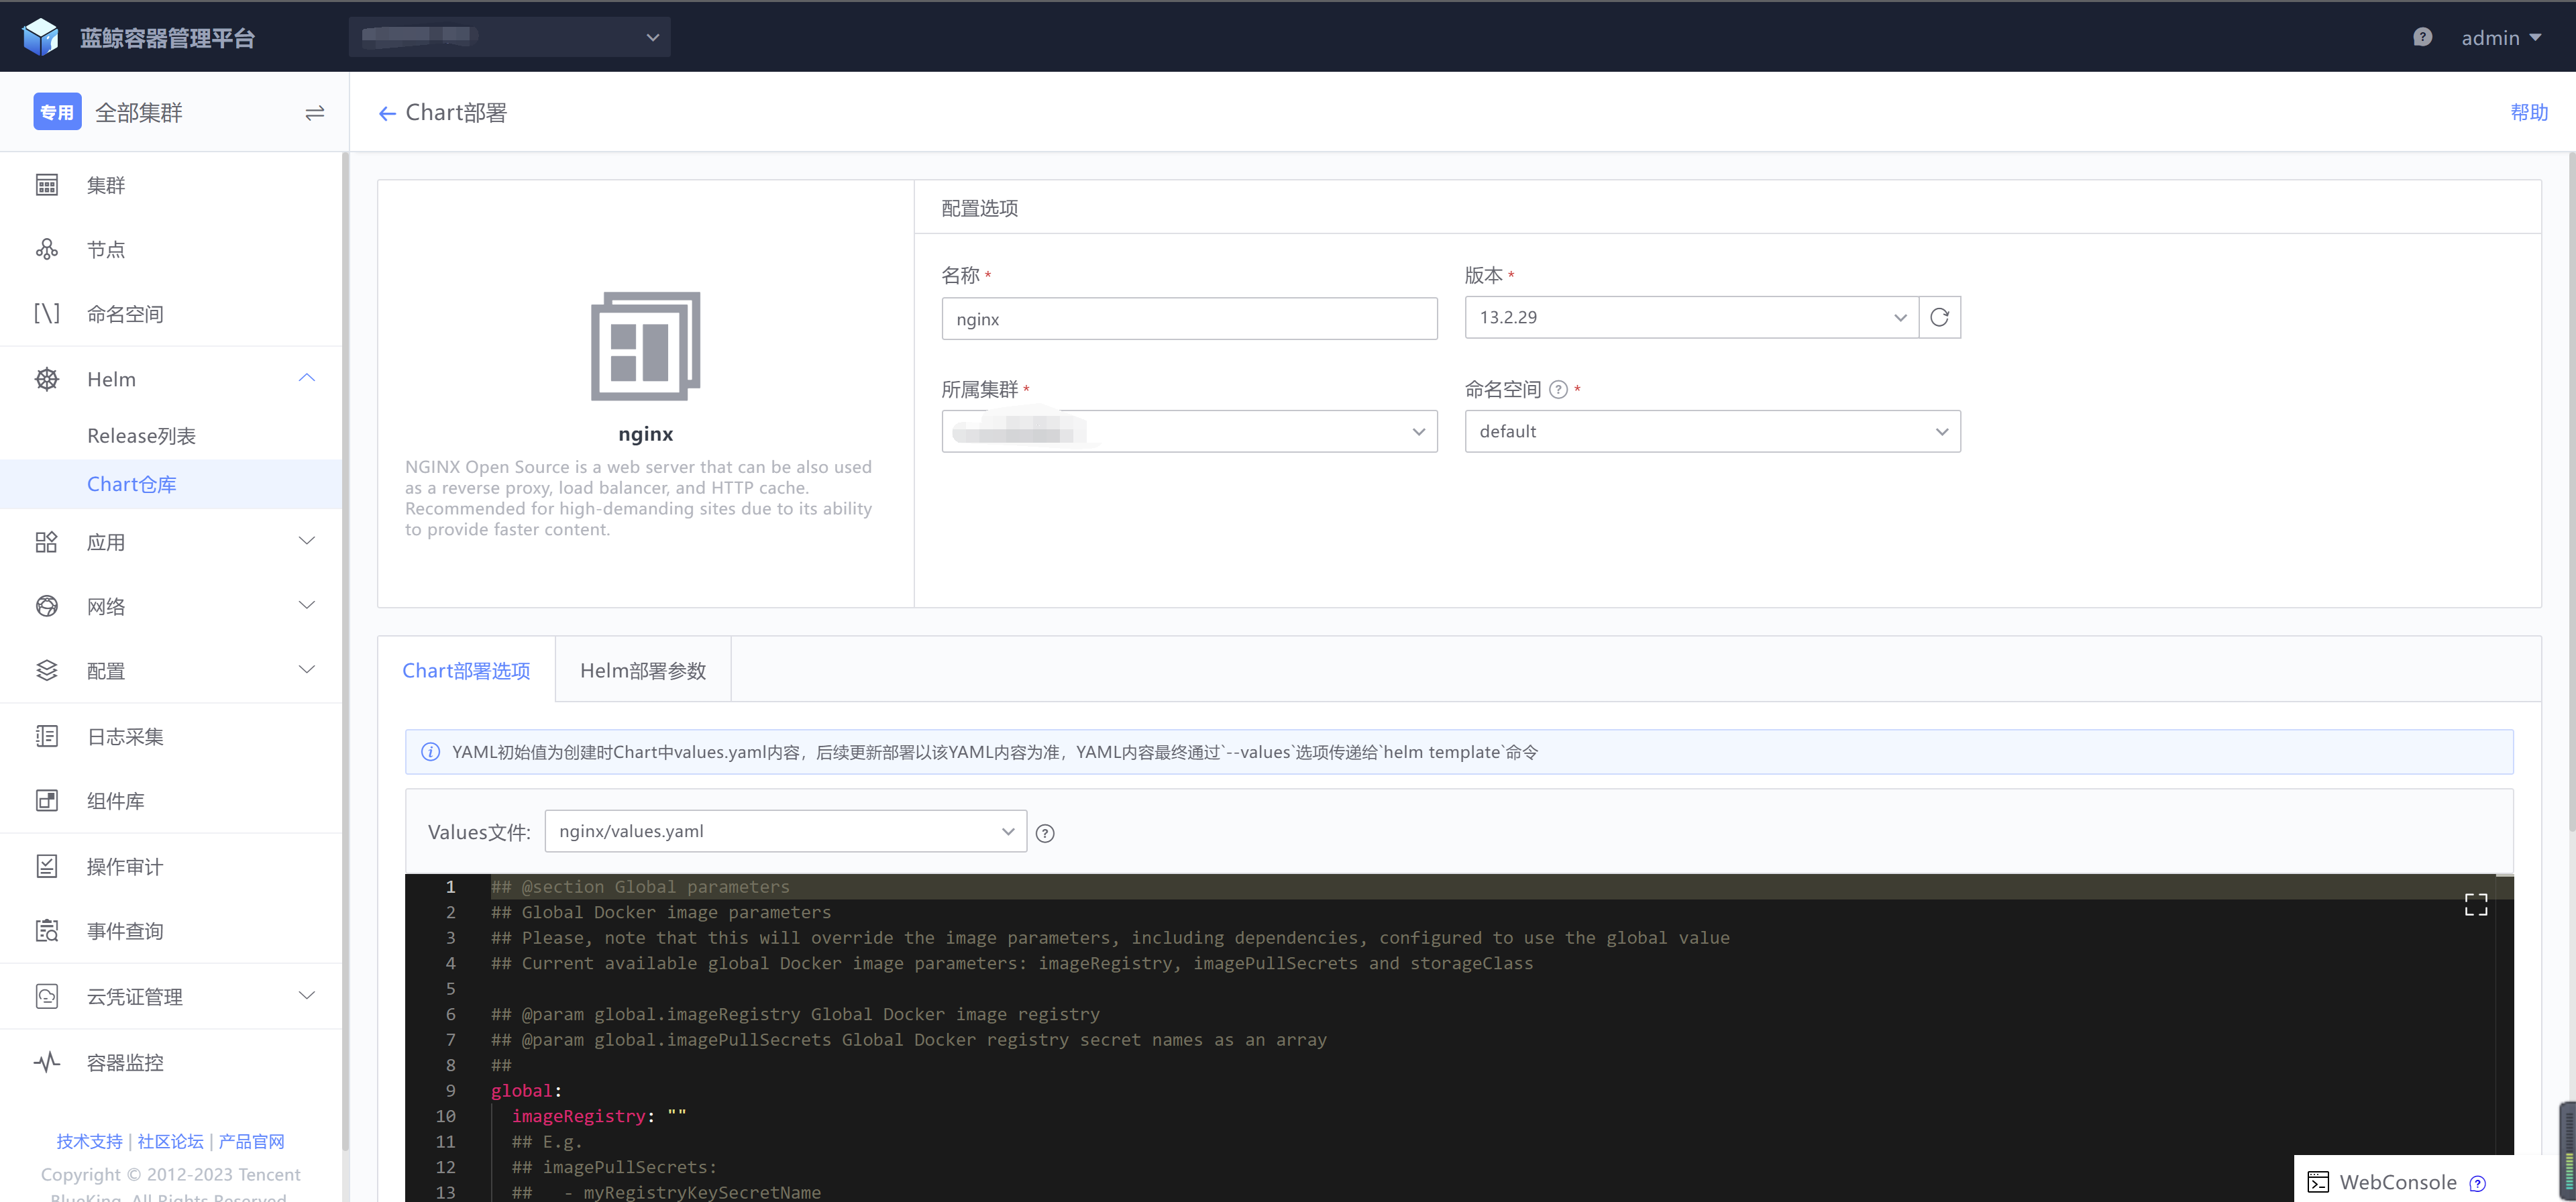 蓝鲸容器管理平台
admin
专用 全部集群
Chart部署
帮助
集群
节点
命名空间
Helm
Release列表
Chart仓库
应用
网络
配置
日志采集
组件库
操作审计
事件查询
云凭证管理
容器监控
技术支持 | 社区论坛 | 产品官网
Copyright © 2012-2023 Tencent
BlueKing. All Rights Reserved
nginx
NGINX Open Source is a web server that can be also used
as a reverse proxy, load balancer, and HTTP cache.
Recommended for high-demanding sites due to its ability
to provide faster content.
配置选项
名称 *
版本 *
nginx
13.2.29
所属集群 *
命名空间 ? *
default
Chart部署选项
Helm部署参数
YAML初始值为创建时Chart中values.yaml内容，后续更新部署以该YAML内容为准，YAML内容最终通过`--values`选项传递给`helm template`命令
Values文件: nginx/values.yaml
1 ## @section Global parameters
2 ## Global Docker image parameters
3 ## Please, note that this will override the image parameters, including dependencies, configured to use the global value
4 ## Current available global Docker image parameters: imageRegistry, imagePullSecrets and storageClass
5
6 ## @param global.imageRegistry Global Docker image registry
7 ## @param global.imagePullSecrets Global Docker registry secret names as an array
8 ##
9 global:
10 imageRegistry: ""
11 ## E.g.
12 ## imagePullSecrets:
13 ##   - myRegistryKeySecretName
WebConsole